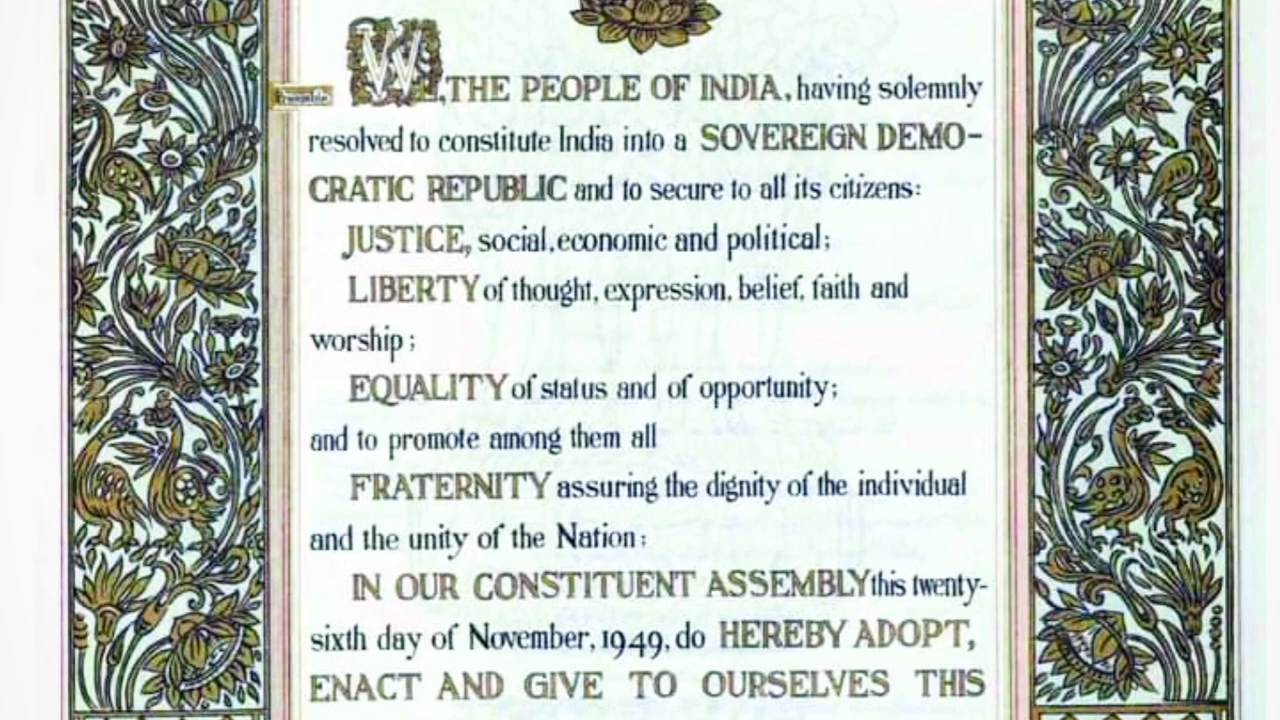 WE, THE PEOPLE OF INDIA, having solemnly
resolved to constitute India into a SOVEREIGN DEMO-
CRATIC REPUBLIC and to secure to all its citizens:
JUSTICE, social, economic and political;
LIBERTY of thought, expression, belief, faith and
worship;
EQUALITY of status and of opportunity;
and to promote among them all
FRATERNITY assuring the dignity of the individual
and the unity of the Nation;
IN OUR CONSTITUENT ASSEMBLY this twenty-
sixth day of November, 1949, do HEREBY ADOPT,
ENACT AND GIVE TO OURSELVES THIS